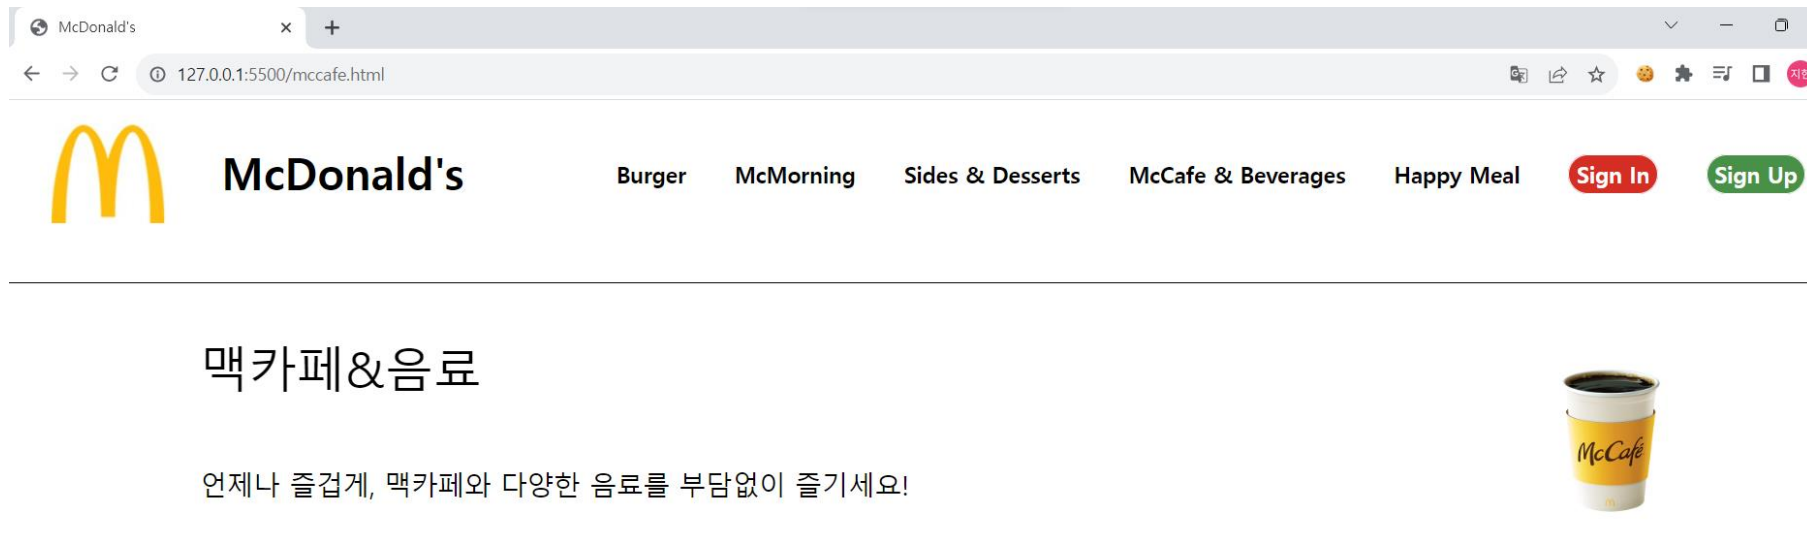 McDonald's
127.0.0.1:5500/mccafe.html
지현
McDonald's Burger McMorning Sides & Desserts McCafe & Beverages Happy Meal Sign In Sign Up
맥카페&음료
McCafé
언제나 즐겁게, 맥카페와 다양한 음료를 부담없이 즐기세요!